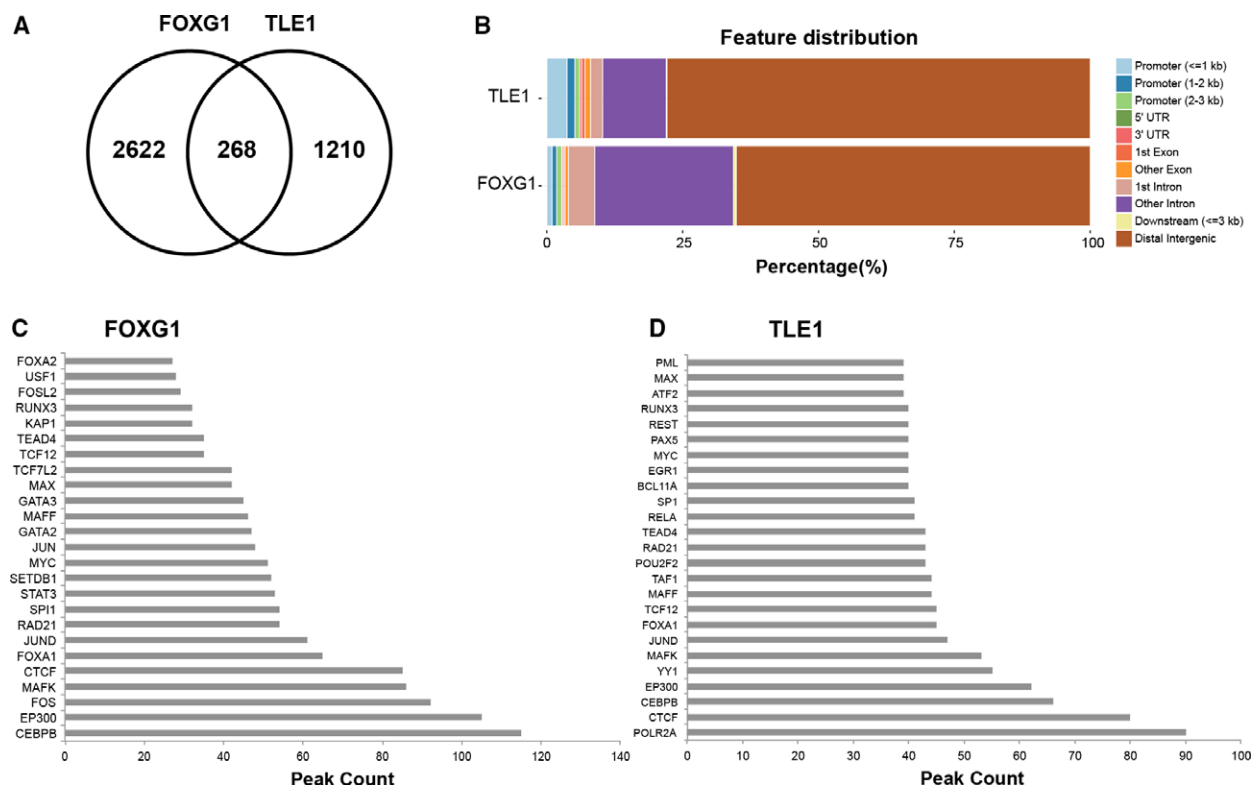 A
FOXG1 TLE1
2622 268 1210
B
Feature distribution
TLE1
FOXG1
0 25 50 75 100
Percentage(%)
Promoter (<=1 kb)
Promoter (1-2 kb)
Promoter (2-3 kb)
5' UTR
3' UTR
1st Exon
Other Exon
1st Intron
Other Intron
Downstream (<=3 kb)
Distal Intergenic
C FOXG1
FOXA2
USF1
FOSL2
RUNX3
KAP1
TEAD4
TCF12
TCF7L2
MAX
GATA3
MAFF
GATA2
JUN
MYC
SETDB1
STAT3
SPI1
RAD21
JUND
FOXA1
CTCF
MAFK
FOS
EP300
CEBPB
0 20 40 60 80 100 120 140
Peak Count
D TLE1
PML
MAX
ATF2
RUNX3
REST
PAX5
MYC
EGR1
BCL11A
SP1
RELA
TEAD4
RAD21
POU2F2
TAF1
MAFF
TCF12
FOXA1
JUND
MAFK
YY1
EP300
CEBPB
CTCF
POLR2A
0 10 20 30 40 50 60 70 80 90 100
Peak Count